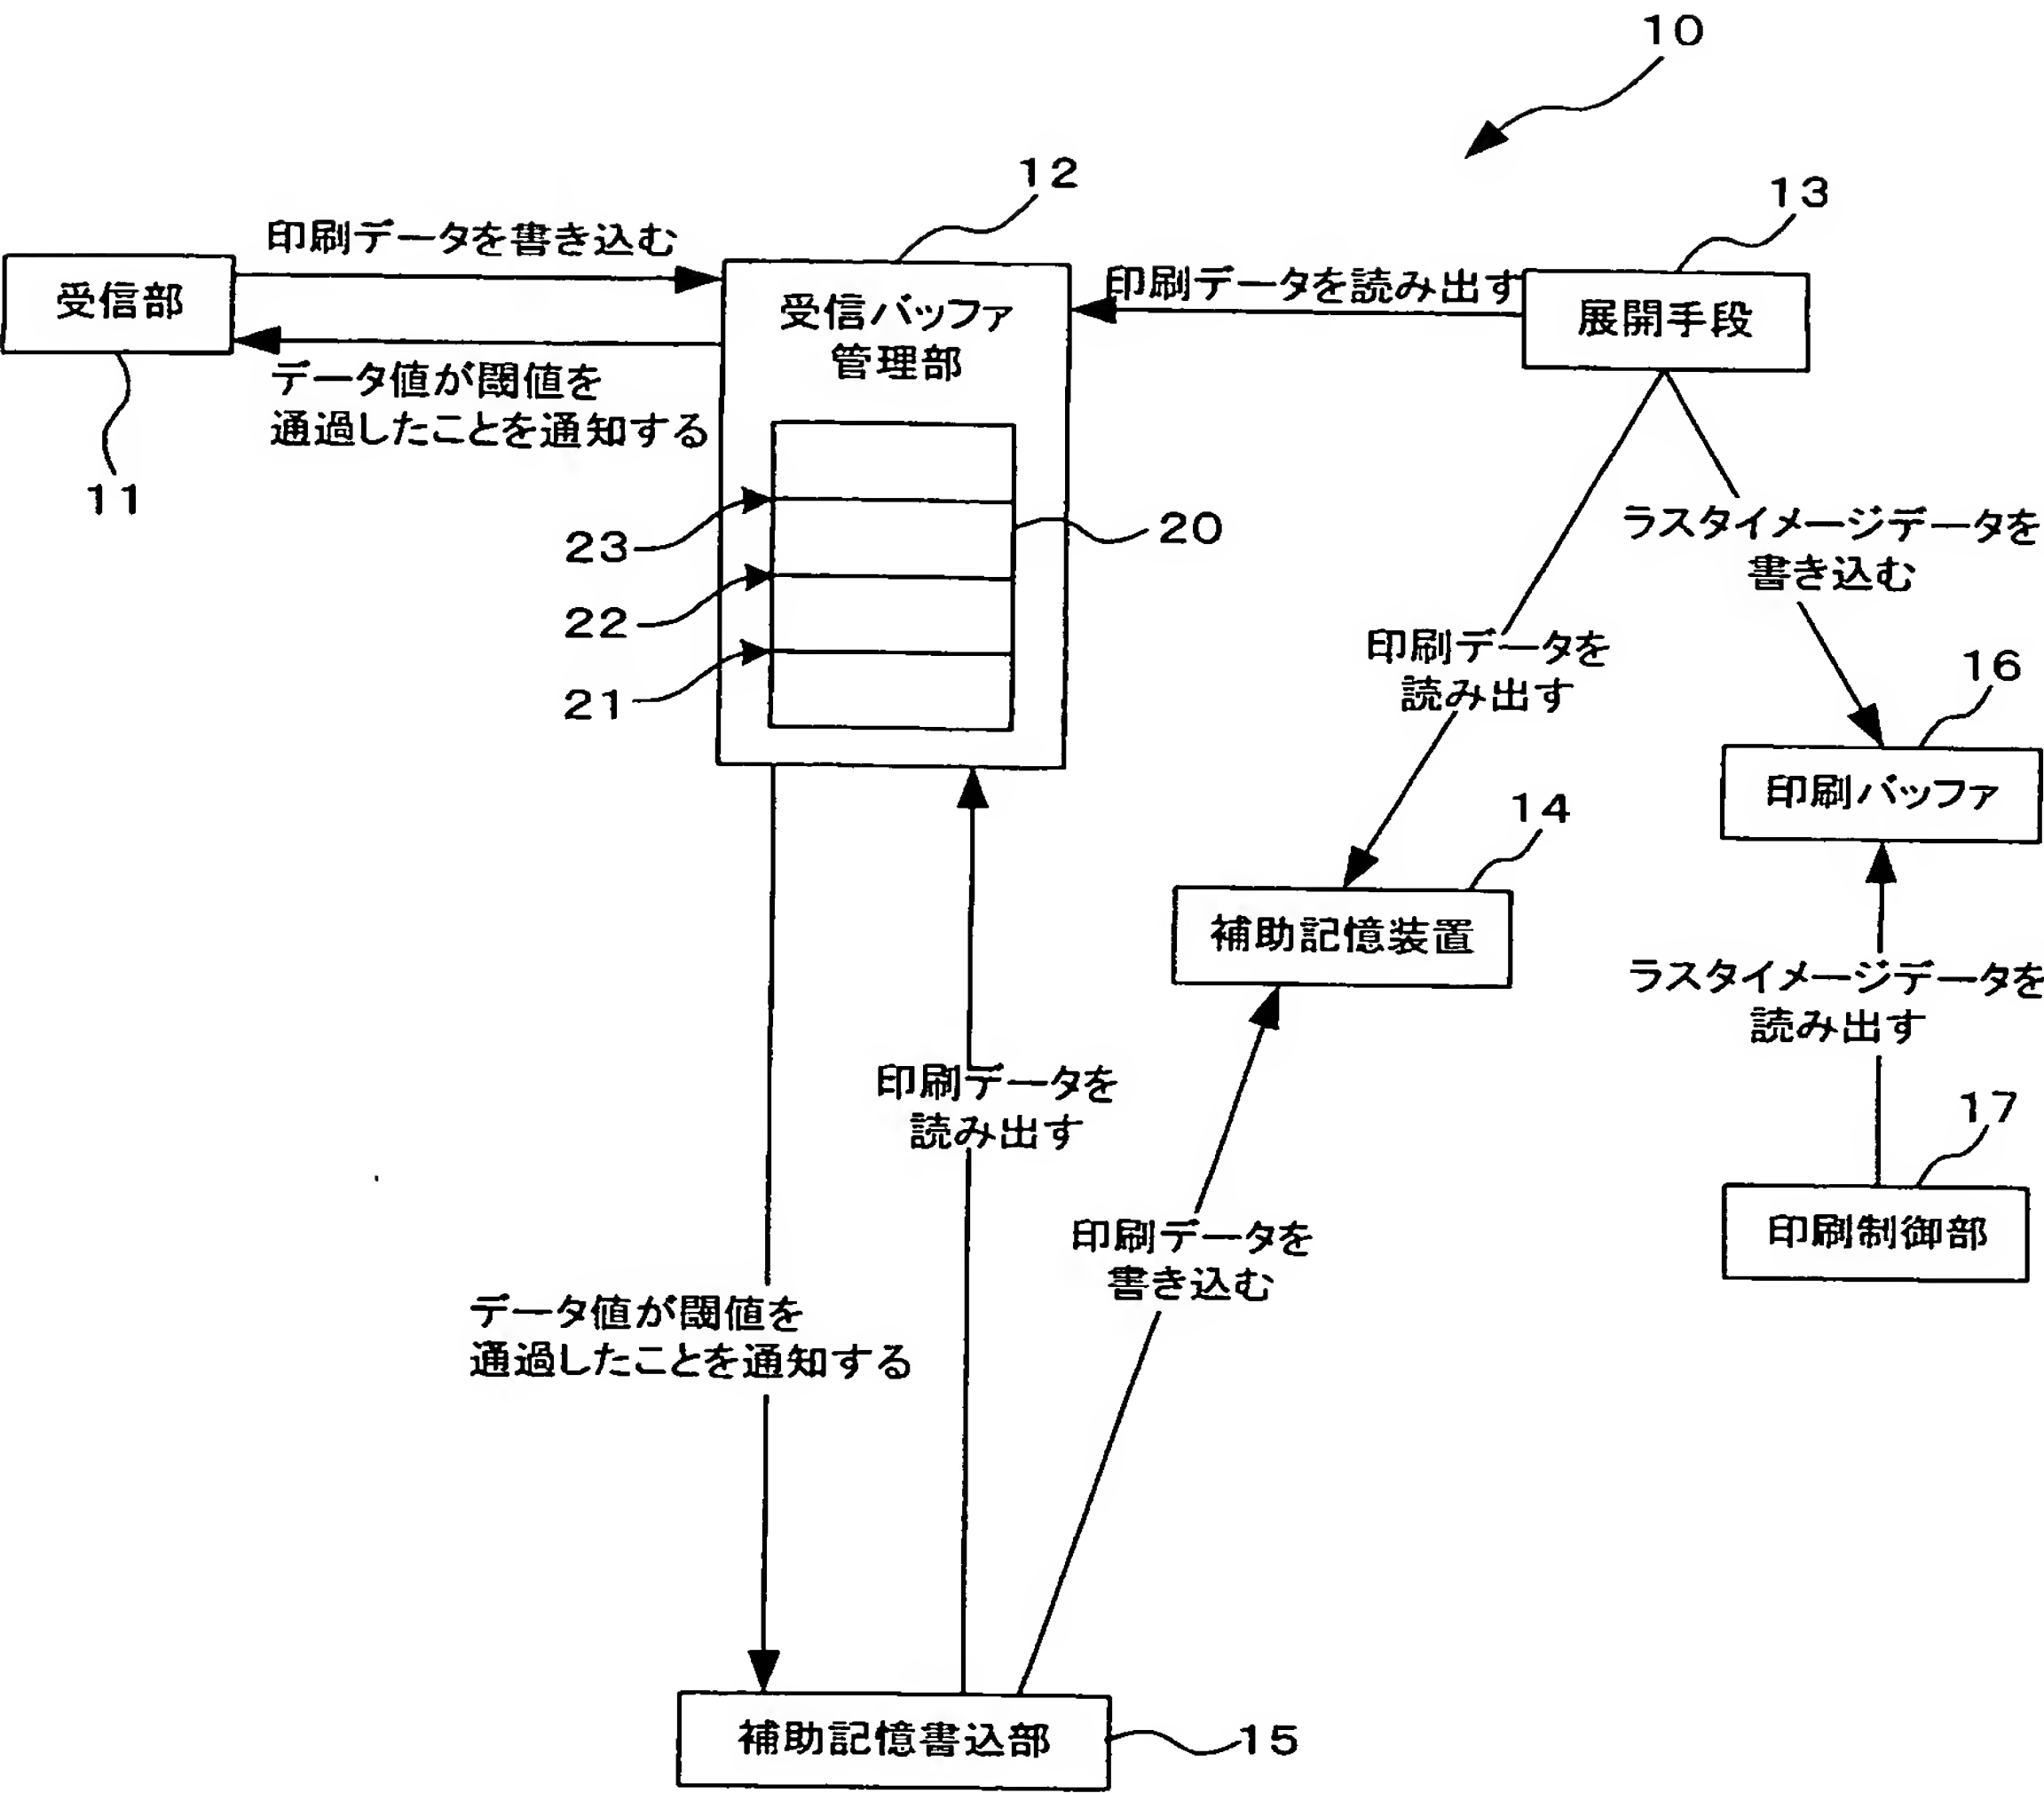 10
12
13
印刷データを書き込む
受信部
受信バッファ
管理部
印刷データを読み出す
展開手段
データ値が閾値を
通過したことを通知する
11
23
20
22
21
ラスタイメージデータを
書き込む
印刷データを
読み出す
16
印刷バッファ
14
補助記憶装置
ラスタイメージデータを
読み出す
印刷データを
読み出す
17
印刷制御部
印刷データを
書き込む
データ値が閾値を
通過したことを通知する
補助記憶書込部
15